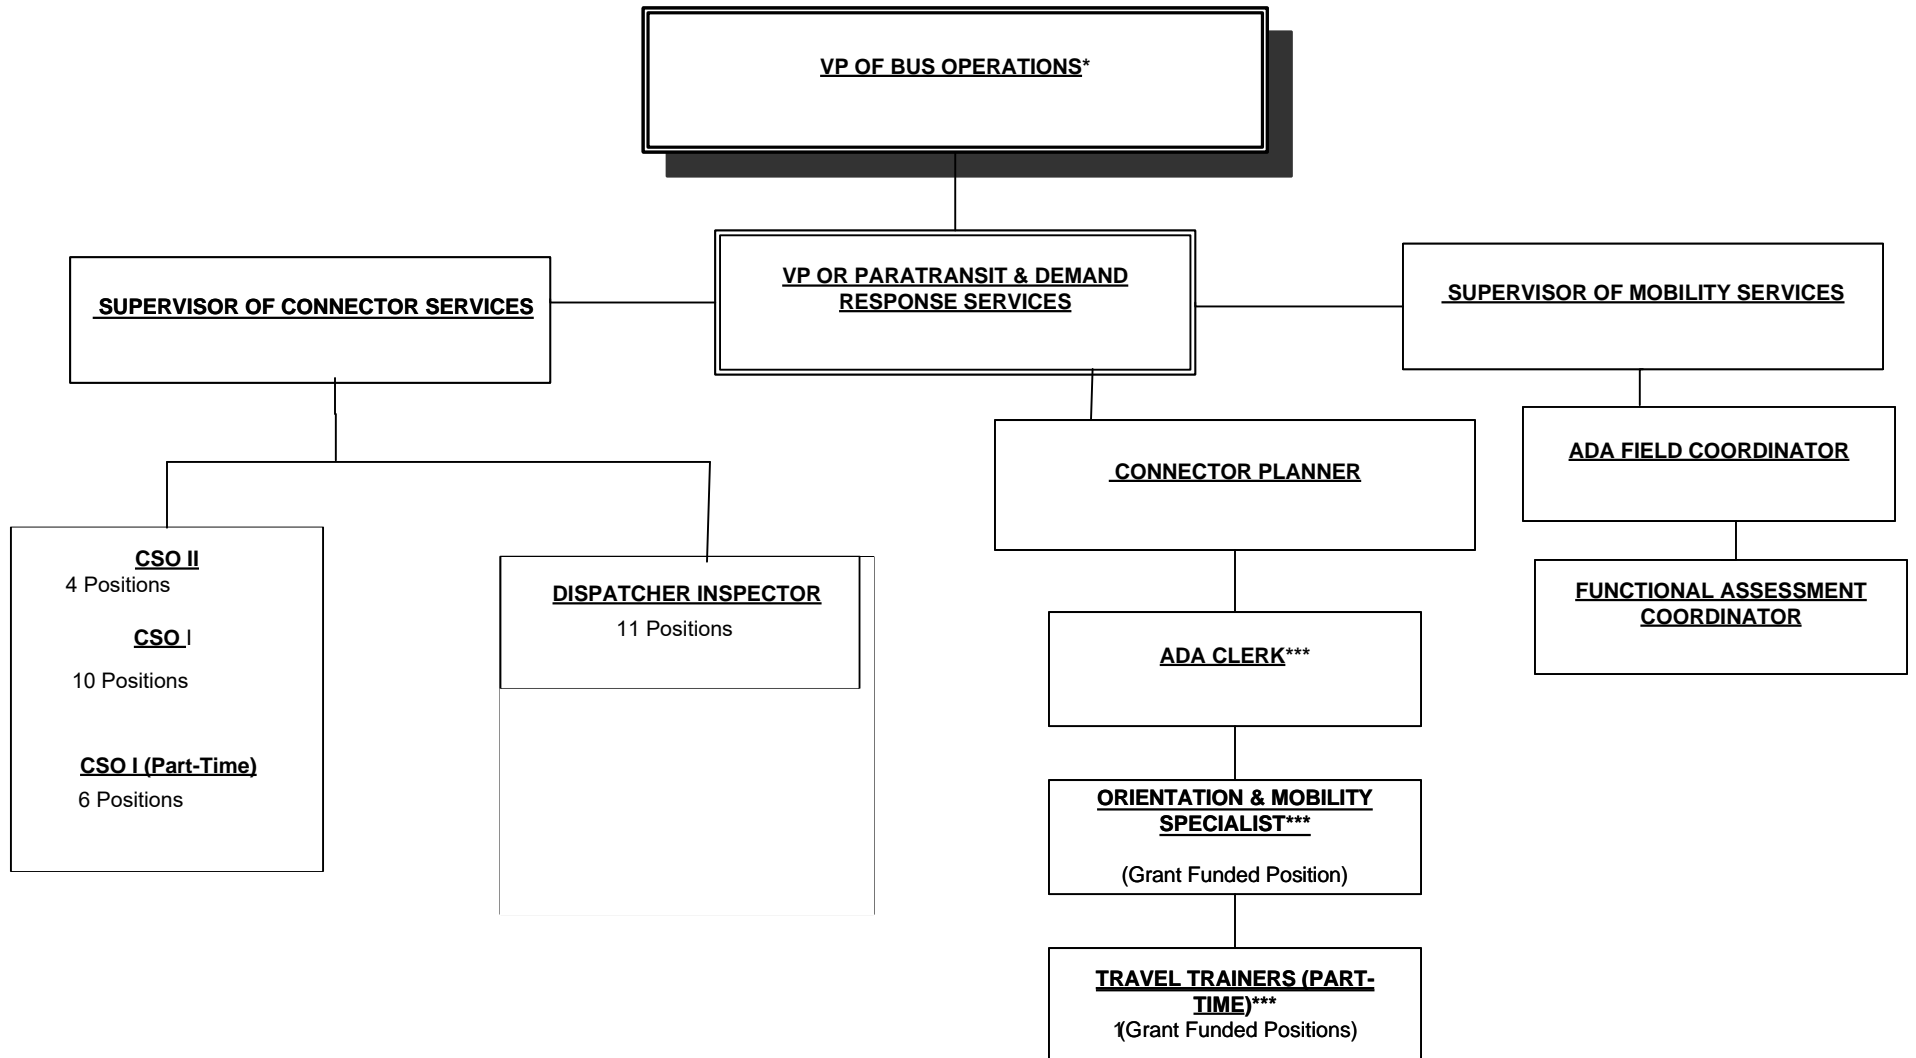 VP OF BUS OPERATIONS*
VP OR PARATRANSIT & DEMAND
RESPONSE SERVICES
SUPERVISOR OF CONNECTOR SERVICES
SUPERVISOR OF MOBILITY SERVICES
CSO II
4 Positions
CSO I
10 Positions
CSO I (Part-Time)
6 Positions
DISPATCHER INSPECTOR
11 Positions
CONNECTOR PLANNER
ADA CLERK***
ORIENTATION & MOBILITY
SPECIALIST***
(Grant Funded Position)
TRAVEL TRAINERS (PART-
TIME)***
1(Grant Funded Positions)
ADA FIELD COORDINATOR
FUNCTIONAL ASSESSMENT
COORDINATOR